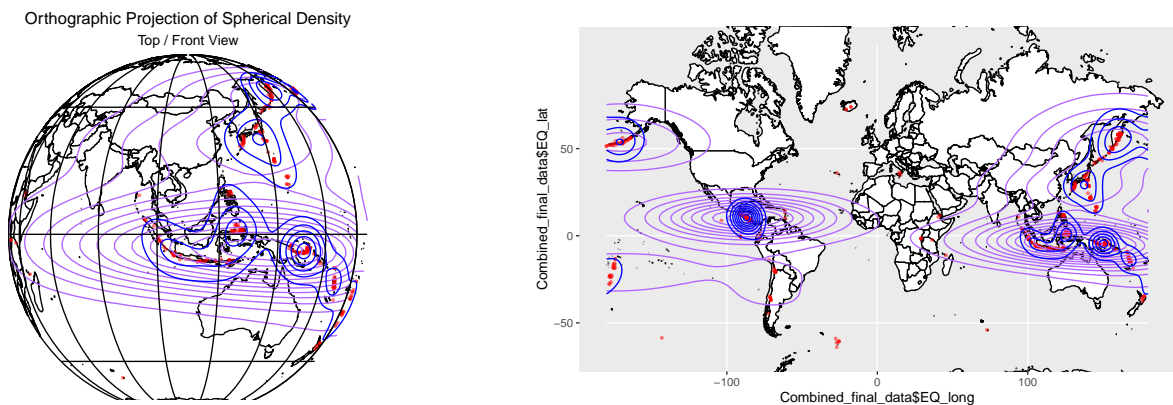 Orthographic Projection of Spherical Density
Top / Front View
Combined_final_data$EQ_lat
50
0
−50
−100
0
100
Combined_final_data$EQ_long